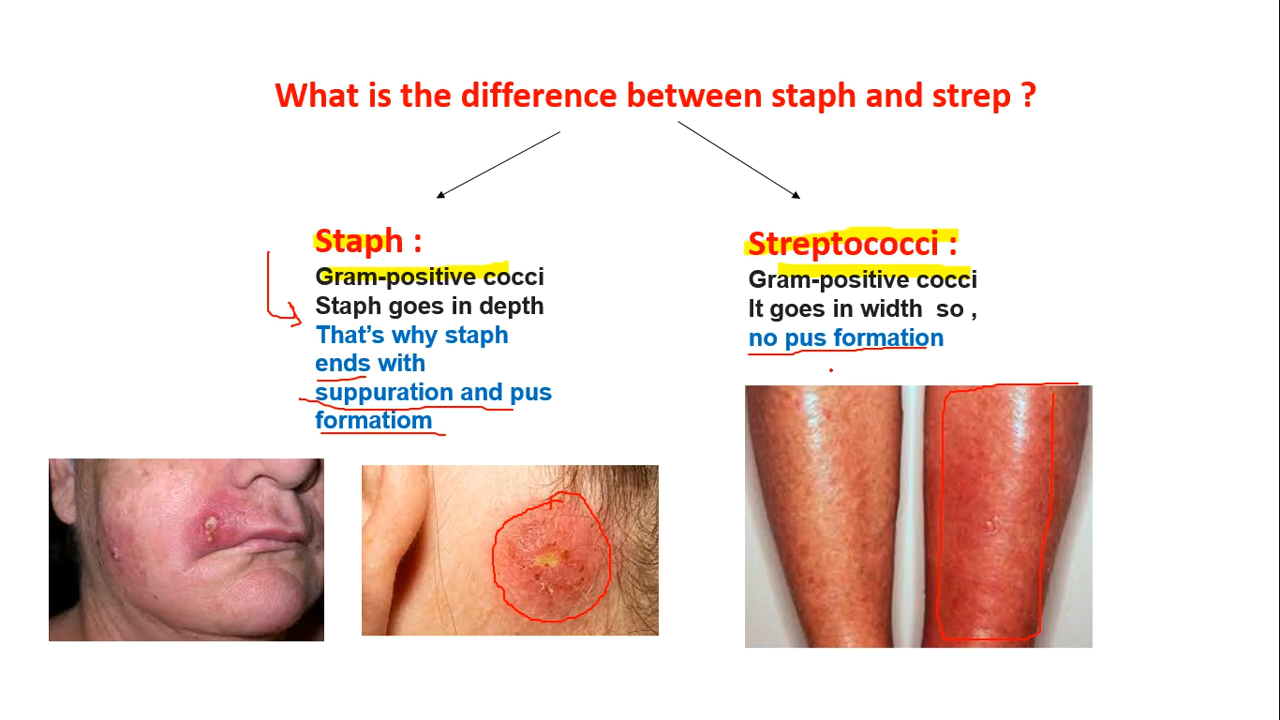 What is the difference between staph and strep ?
Staph :
Gram-positive cocci
Staph goes in depth
That's why staph
ends with
suppuration and pus
formatiom
Streptococci :
Gram-positive cocci
It goes in width  so ,
no pus formation